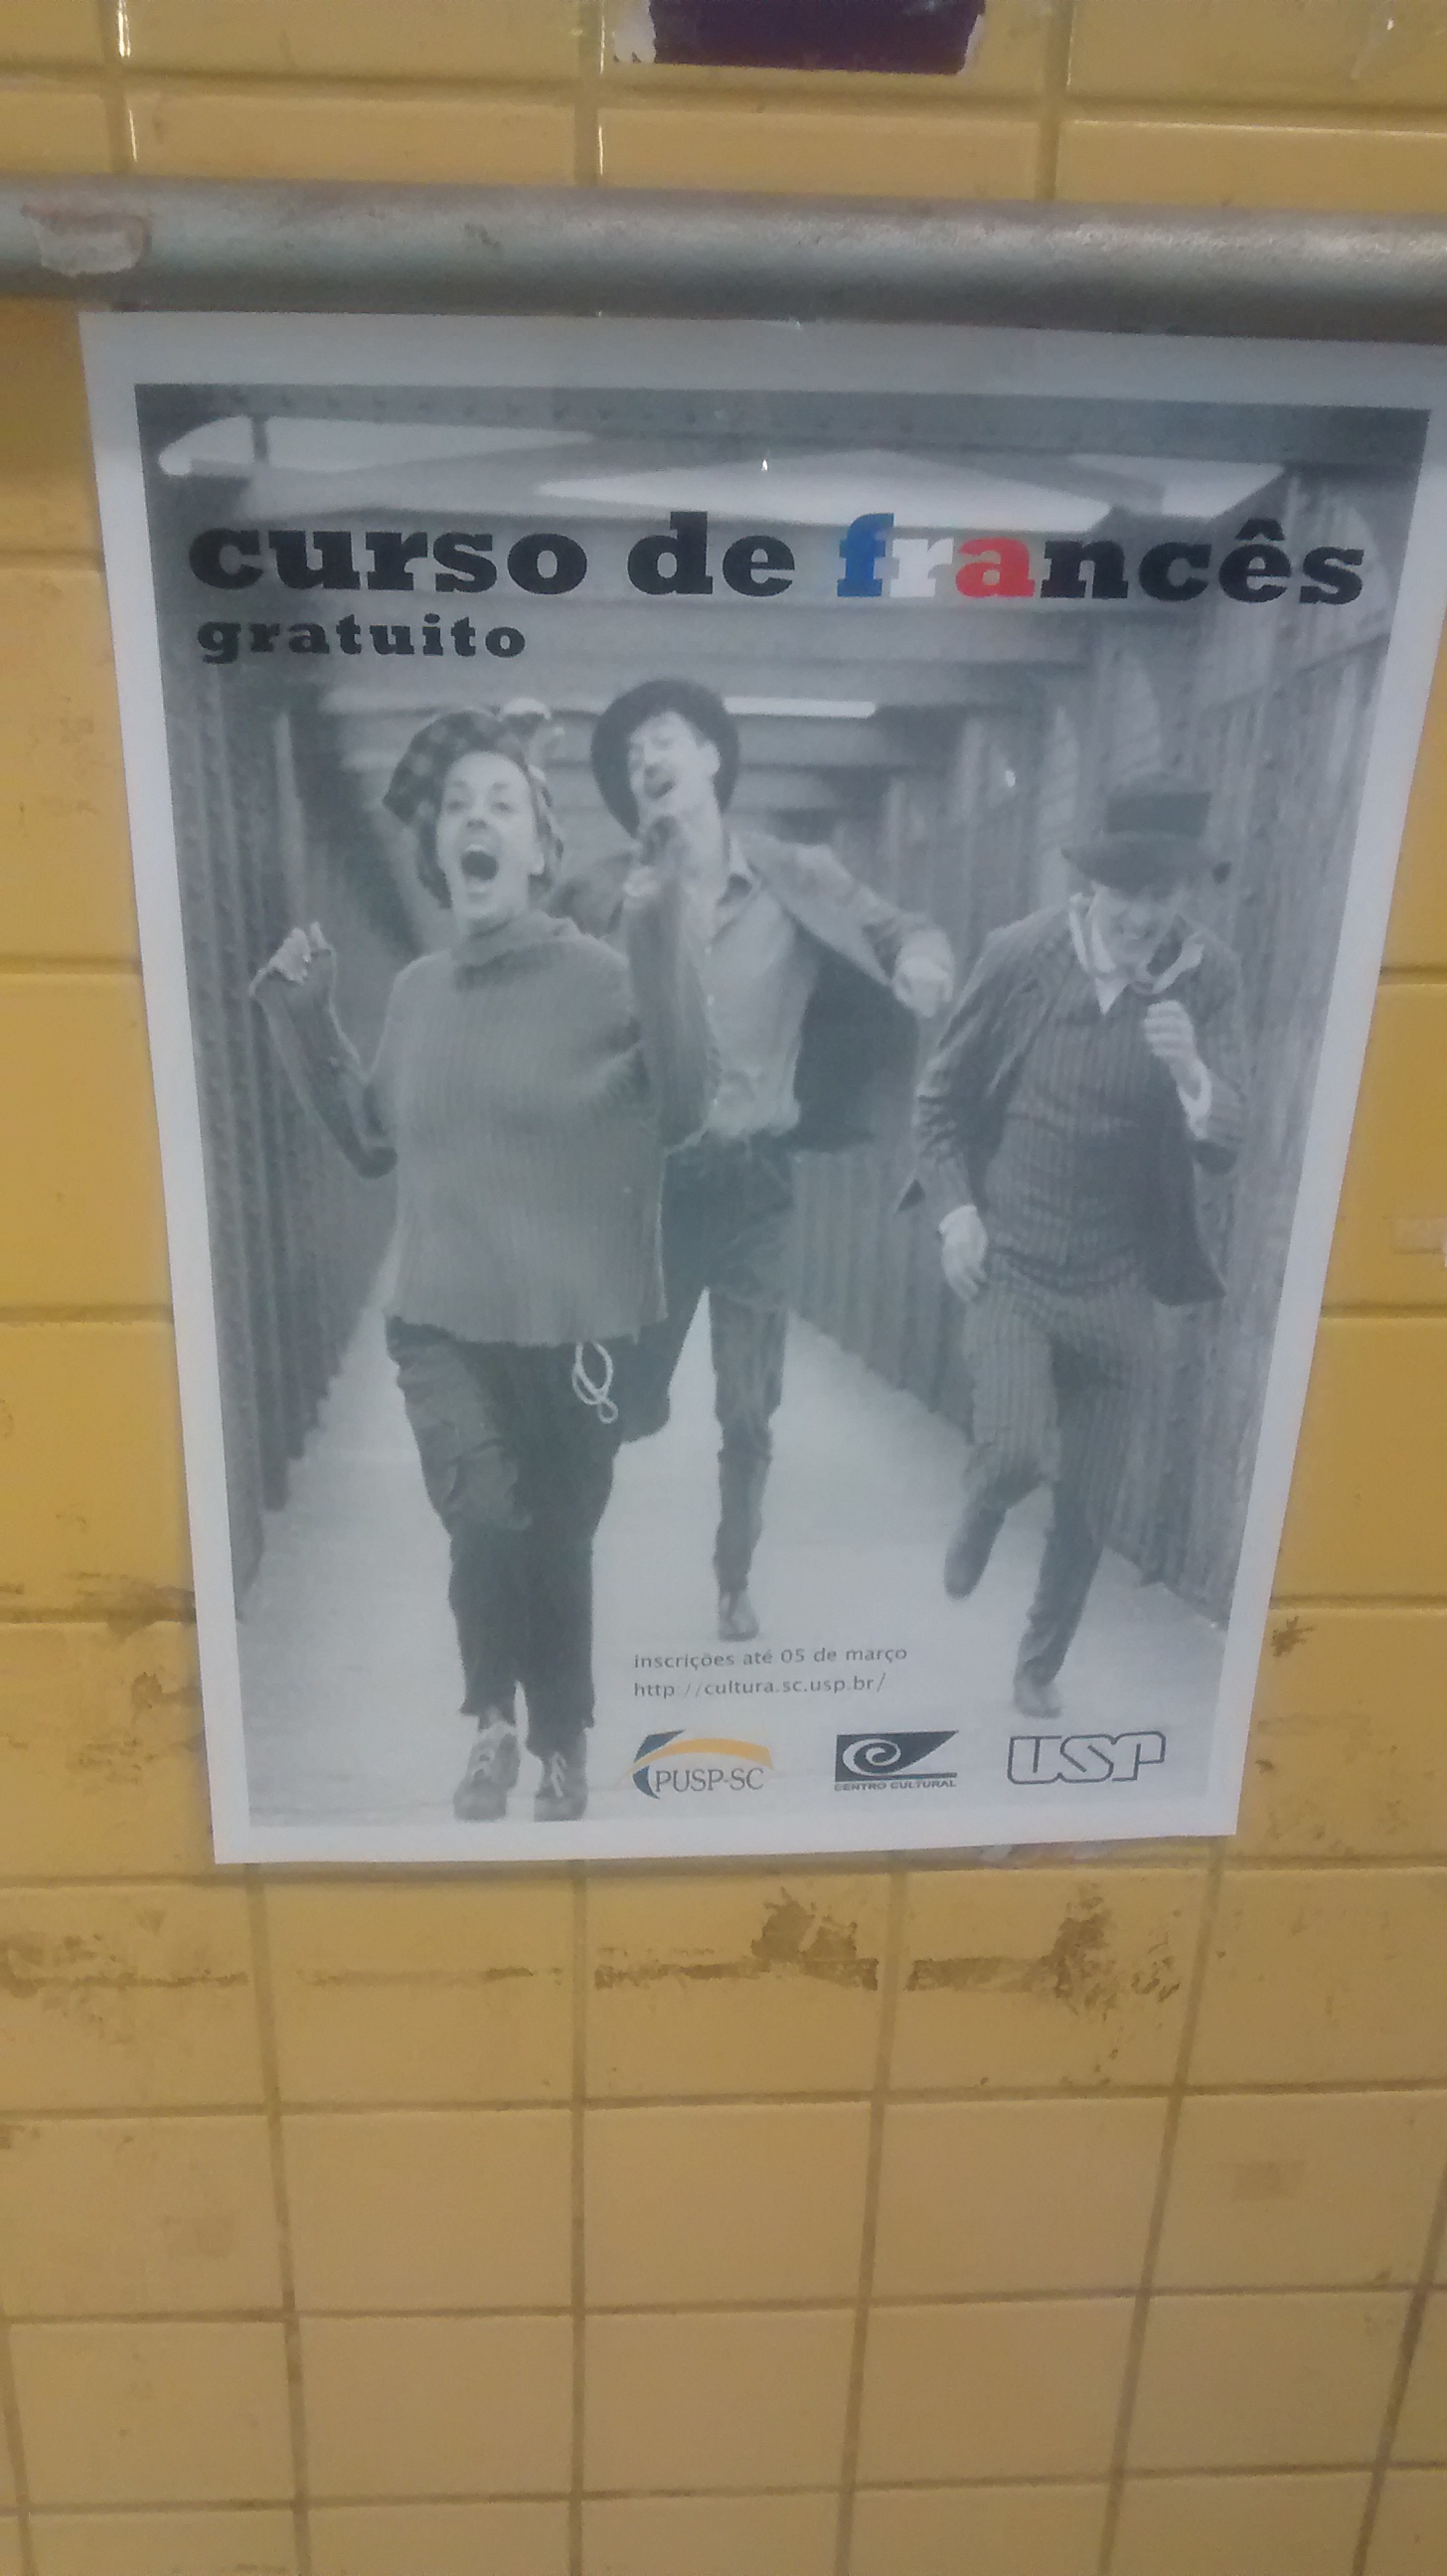 curso de francês
gratuito
inscrições até 05 de março
http://cultura.sc.usp.br/
PUSP-SC
CENTRO CULTURAL
USP